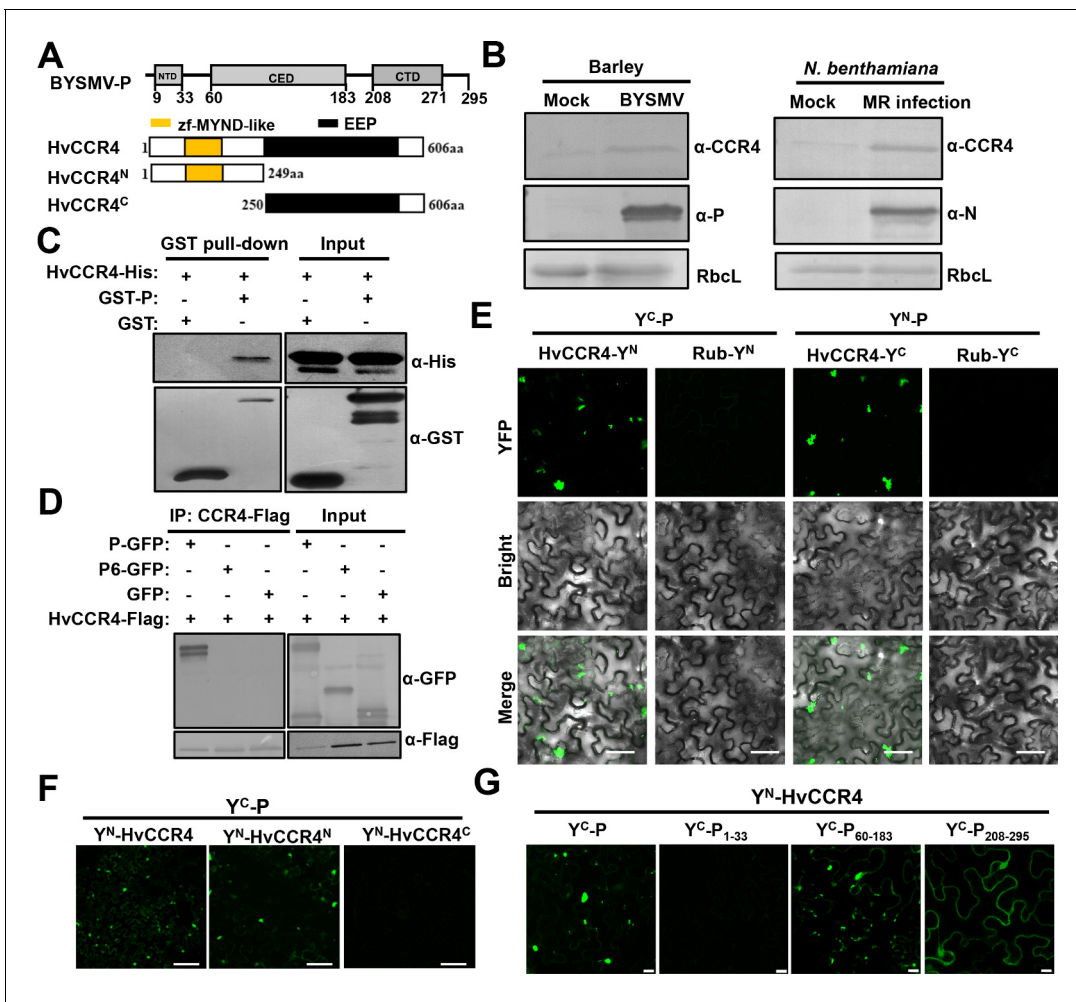 A
BYSMV-P
NTD
CED
CTD
9 33 60 183 208 271 295
zf-MYND-like EEP
HvCCR4 1 606aa
HvCCR4N 1 249aa
HvCCR4C 250 606aa
B
Barley
Mock BYSMV
α-CCR4
α-P
RbcL
N. benthamiana
Mock MR infection
α-CCR4
α-N
RbcL
C
GST pull-down Input
HvCCR4-His: + + + +
GST-P: - + - +
GST: + - + -
α-His
α-GST
D
IP: CCR4-Flag Input
P-GFP: + - - + - -
P6-GFP: - + - - + -
GFP: - - + - - +
HvCCR4-Flag: + + + + + +
α-GFP
α-Flag
E
YC-P YN-P
HvCCR4-YN Rub-YN HvCCR4-YC Rub-YC
YFP
Bright
Merge
F
YC-P
YN-HvCCR4 YN-HvCCR4N YN-HvCCR4C
G
YN-HvCCR4
YC-P YC-P1-33 YC-P60-183 YC-P208-295